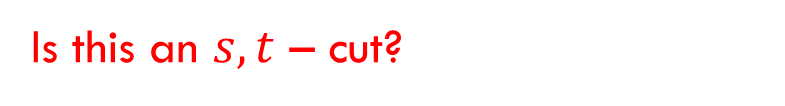 Is this an s, t – cut?